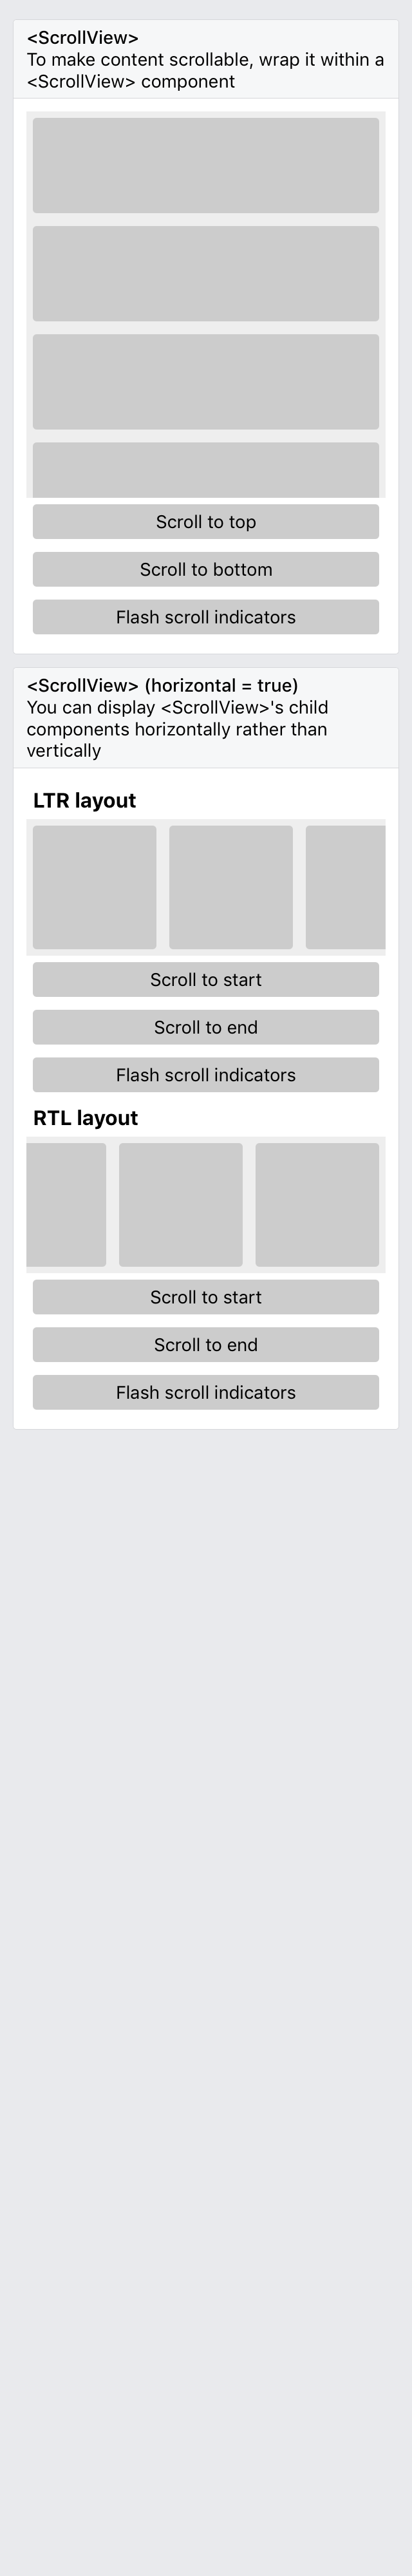 <ScrollView>
To make content scrollable, wrap it within a
<ScrollView> component
Scroll to top
Scroll to bottom
Flash scroll indicators
<ScrollView> (horizontal = true)
You can display <ScrollView>'s child
components horizontally rather than
vertically
LTR layout
Scroll to start
Scroll to end
Flash scroll indicators
RTL layout
Scroll to start
Scroll to end
Flash scroll indicators